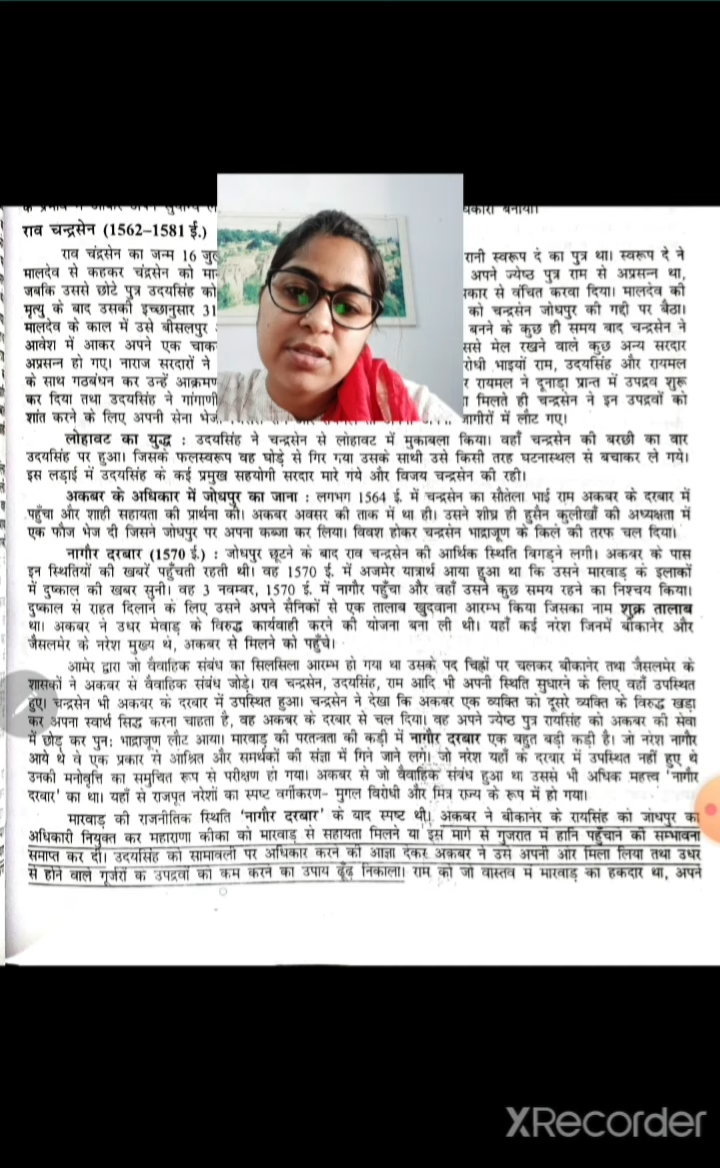 राव चन्द्रसेन (1562–1581 ई.)
राव चंद्रसेन का जन्म 16 रानी स्वरूप दे का पुत्र था। स्वरूप दे ने
मालदेव से कहकर चंद्रसेन को अपने ज्येष्ठ पुत्र राम से अप्रसन्न था,
जबकि उससे छोटे पुत्र उदयसिंह को से वंचित करवा दिया। मालदेव की
मृत्यु के बाद उसकी इच्छानुसार 31 को चन्द्रसेन जोधपुर की गद्दी पर बैठा।
मालदेव के काल में उसे बीसलपुर बनने के कुछ ही समय बाद चन्द्रसेन ने
आवेश में आकर अपने एक मेल रखने वाले कुछ अन्य सरदार
अप्रसन्न हो गए। नाराज सरदारों ने भाइयों राम, उदयसिंह और रायमल
के साथ गठबंधन कर उन्हें रायमल ने दूनाड़ा प्रान्त में उपद्रव शुरू
कर दिया तथा उदयसिंह ने मिलते ही चन्द्रसेन ने इन उपद्रवों को
शांत करने के लिए अपनी सेना में लौट गए।
लोहावट का युद्ध : उदयसिंह ने चन्द्रसेन से लोहावट में मुकाबला किया। वहाँ चन्द्रसेन की बरछी का वार
उदयसिंह पर हुआ। जिसके फलस्वरूप वह घोड़े से गिर गया उसके साथी उसे किसी तरह घटनास्थल से बचाकर ले गये।
इस लड़ाई में उदयसिंह के कई प्रमुख सहयोगी सरदार मारे गये और विजय चन्द्रसेन की रही।
अकबर के अधिकार में जोधपुर का जाना : लगभग 1564 ई. में चन्द्रसेन का सौतेला भाई राम अकबर के दरबार में
पहुँचा और शाही सहायता की प्रार्थना की। अकबर अवसर की ताक में था ही। उसने शीघ्र ही हुसैन कुलीखाँ की अध्यक्षता में
एक फौज भेज दी जिसने जोधपुर पर अपना कब्जा कर लिया। विवश होकर चन्द्रसेन भाद्राजूण के किले की तरफ चल दिया।
नागौर दरबार (1570 ई.) : जोधपुर छूटने के बाद राव चन्द्रसेन की आर्थिक स्थिति बिगड़ने लगी। अकबर के पास
इन स्थितियों की खबरें पहुँचती रहती थी। वह 1570 ई. में अजमेर यात्रार्थ आया हुआ था कि उसने मारवाड़ के इलाकों
में दुष्काल की खबर सुनी। वह 3 नवम्बर, 1570 ई. में नागौर पहुँचा और वहाँ उसने कुछ समय रहने का निश्चय किया।
दुष्काल से राहत दिलाने के लिए उसने अपने सैनिकों से एक तालाब खुदवाना आरम्भ किया जिसका नाम शुक्र तालाब
था। अकबर ने उधर मेवाड़ के विरुद्ध कार्यवाही करने की योजना बना ली थी। यहाँ कई नरेश जिनमें बीकानेर और
जैसलमेर के नरेश मुख्य थे, अकबर से मिलने को पहुँचे।
आमेर द्वारा जो वैवाहिक संबंध का सिलसिला आरम्भ हो गया था उसके पद चिह्नों पर चलकर बीकानेर तथा जैसलमेर के
शासकों ने अकबर से वैवाहिक संबंध जोड़े। राव चन्द्रसेन, उदयसिंह, राम आदि भी अपनी स्थिति सुधारने के लिए वहाँ उपस्थित
हुए। चन्द्रसेन भी अकबर के दरबार में उपस्थित हुआ। चन्द्रसेन ने देखा कि अकबर एक व्यक्ति को दूसरे व्यक्ति के विरुद्ध खड़ा
कर अपना स्वार्थ सिद्ध करना चाहता है, वह अकबर के दरबार से चल दिया। वह अपने ज्येष्ठ पुत्र रायसिंह को अकबर की सेवा
में छोड़ कर पुन: भाद्राजूण लौट आया। मारवाड़ की परतन्त्रता की कड़ी में नागौर दरबार एक बहुत बड़ी कड़ी है। जो नरेश नागौर
आये थे वे एक प्रकार से आश्रित और समर्थकों की संज्ञा में गिने जाने लगे। जो नरेश यहाँ के दरबार में उपस्थित नहीं हुए थे
उनकी मनोवृत्ति का समुचित रूप से परीक्षण हो गया। अकबर से जो वैवाहिक संबंध हुआ था उससे भी अधिक महत्त्व 'नागौर
दरबार' का था। यहाँ से राजपूत नरेशों का स्पष्ट वर्गीकरण- मुगल विरोधी और मित्र राज्य के रूप में हो गया।
मारवाड़ की राजनीतिक स्थिति 'नागौर दरबार' के बाद स्पष्ट थी। अकबर ने बीकानेर के रायसिंह को जोधपुर का
अधिकारी नियुक्त कर महाराणा कीका को मारवाड़ से सहायता मिलने या इस मार्ग से गुजरात में हानि पहुँचाने की सम्भावना
समाप्त कर दी। उदयसिंह को सामावली पर अधिकार करने की आज्ञा देकर अकबर ने उसे अपनी ओर मिला लिया तथा उधर
से होने वाले गूर्जरों के उपद्रवों को कम करने का उपाय ढूँढ निकाला। राम को जो वास्तव में मारवाड़ का हकदार था, अपने
XRecorder